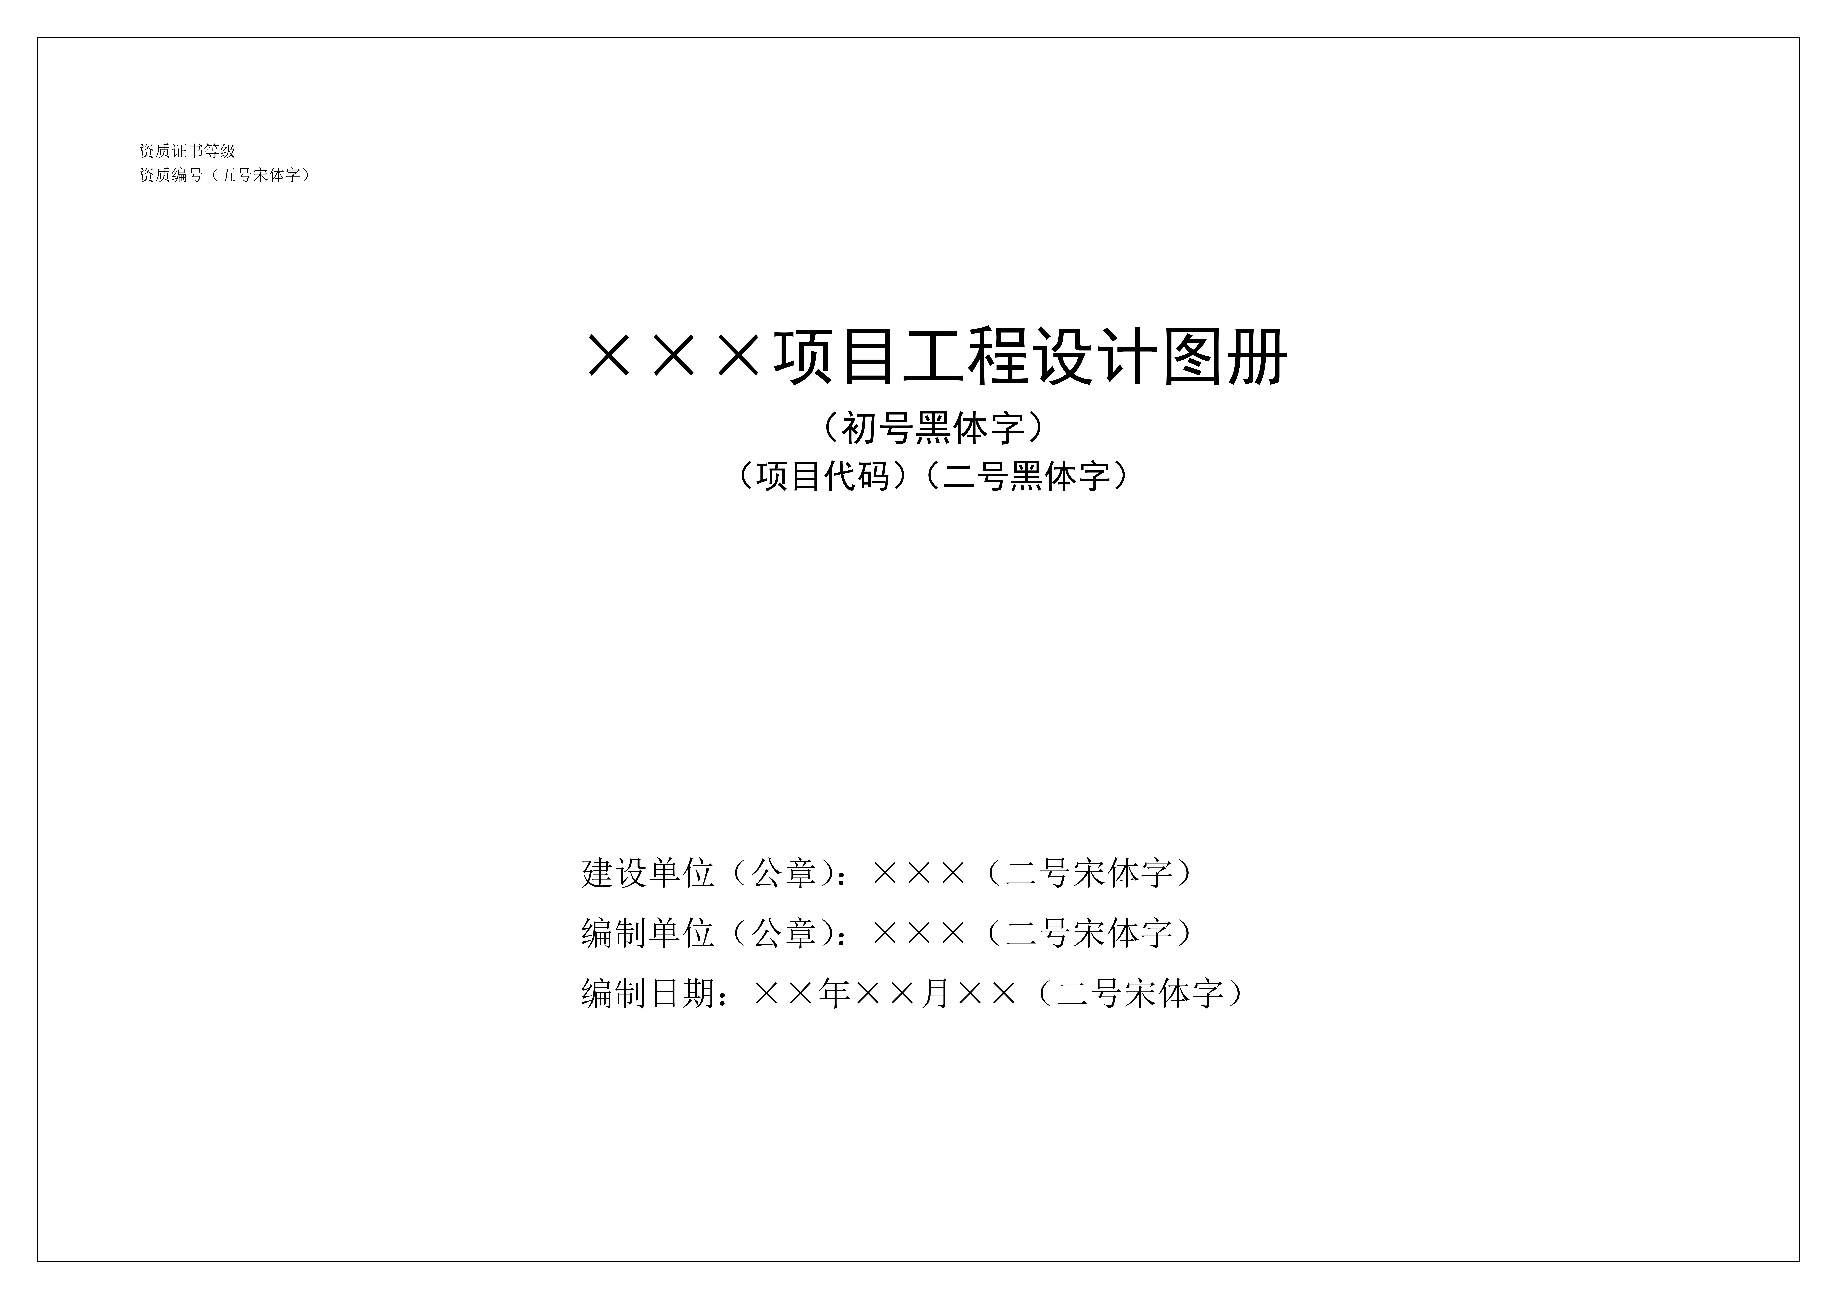 资质证书等级
资质编号（五号宋体字）
×××项目工程设计图册
（初号黑体字）
（项目代码）（二号黑体字）
建设单位（公章）：×××（二号宋体字）
编制单位（公章）：×××（二号宋体字）
编制日期：××年××月××（二号宋体字）